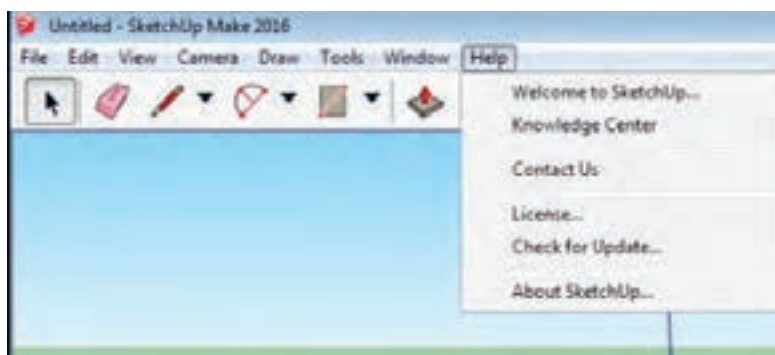 Untitled - SketchUp Make 2016
File Edit View Camera Draw Tools Window Help
Welcome to SketchUp...
Knowledge Center
Contact Us
License...
Check for Update...
About SketchUp...